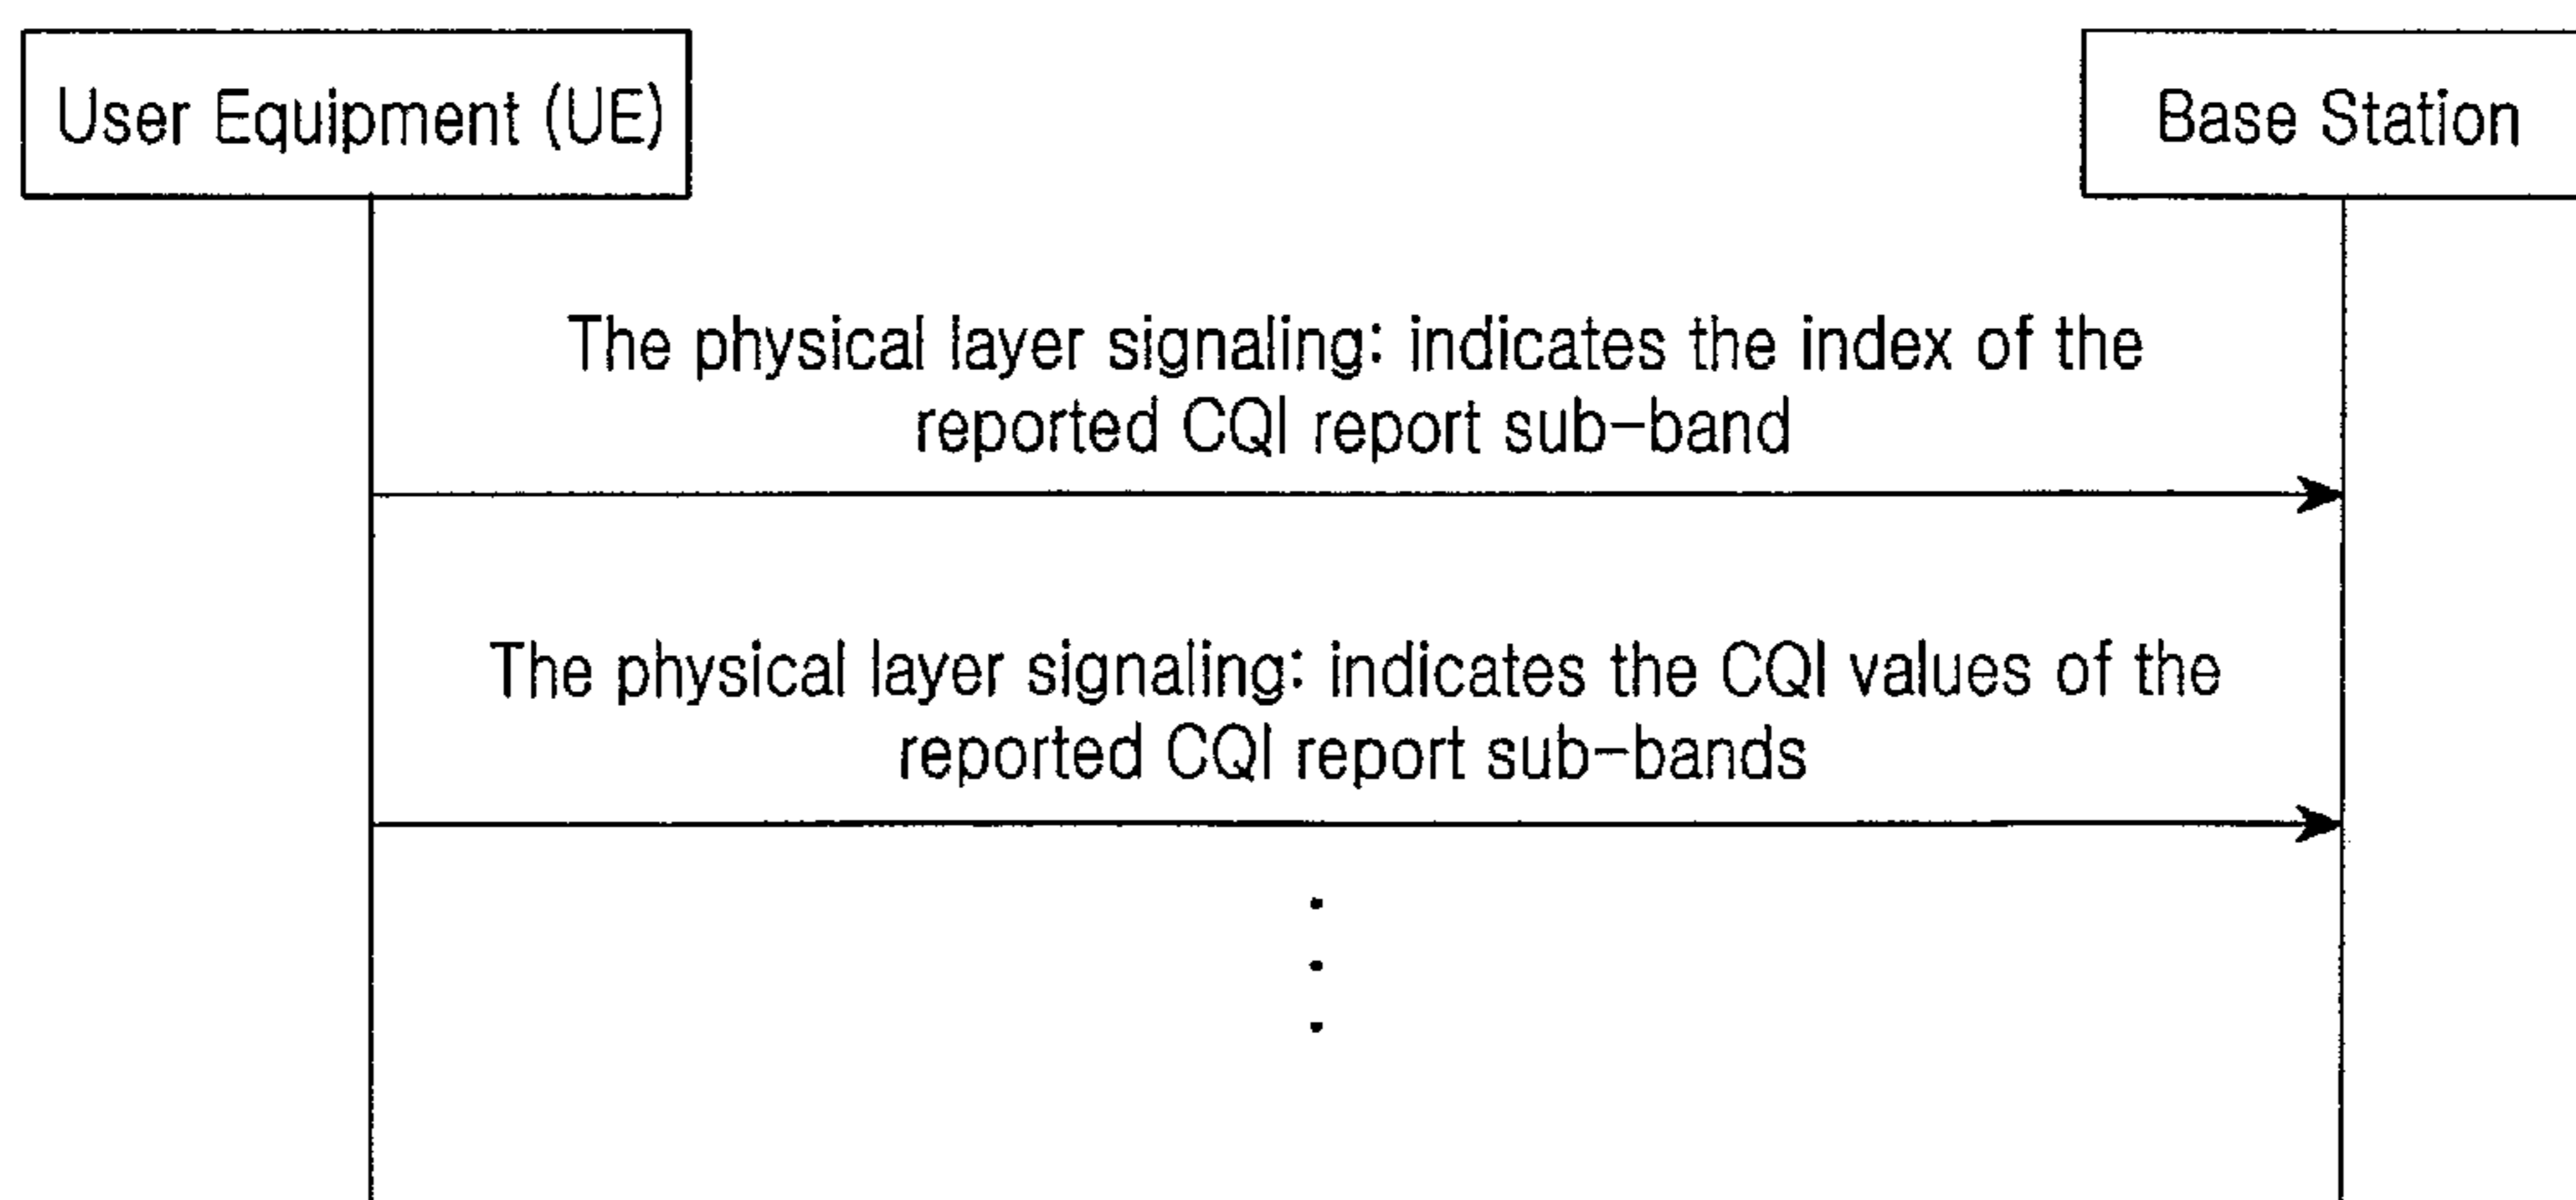 User Equipment (UE)
Base Station
The physical layer signaling: indicates the index of the
reported CQI report sub-band
The physical layer signaling: indicates the CQI values of the
reported CQI report sub-bands